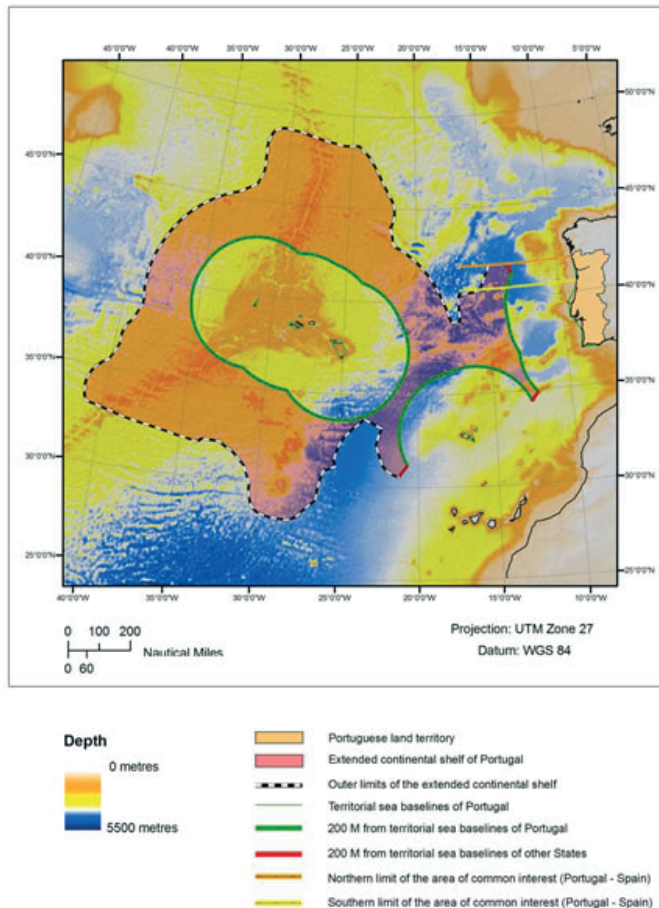 45°0'0"W 40°0'0"W 35°0'0"W 30°0'0"W 25°0'0"W 20°0'0"W 15°0'0"W 10°0'0"W 5°0'0"W
50°0'0"N
45°0'0"N
45°0'0"N
40°0'0"N
40°0'0"N
35°0'0"N
35°0'0"N
30°0'0"N
30°0'0"N
25°0'0"N
25°0'0"N
40°0'0"W 35°0'0"W 30°0'0"W 25°0'0"W 20°0'0"W 15°0'0"W 10°0'0"W
0 100 200
Nautical Miles
0 60
Projection: UTM Zone 27
Datum: WGS 84
Depth
0 metres
5500 metres
Portuguese land territory
Extended continental shelf of Portugal
Outer limits of the extended continental shelf
Territorial sea baselines of Portugal
200 M from territorial sea baselines of Portugal
200 M from territorial sea baselines of other States
Northern limit of the area of common interest (Portugal - Spain)
Southern limit of the area of common interest (Portugal - Spain)